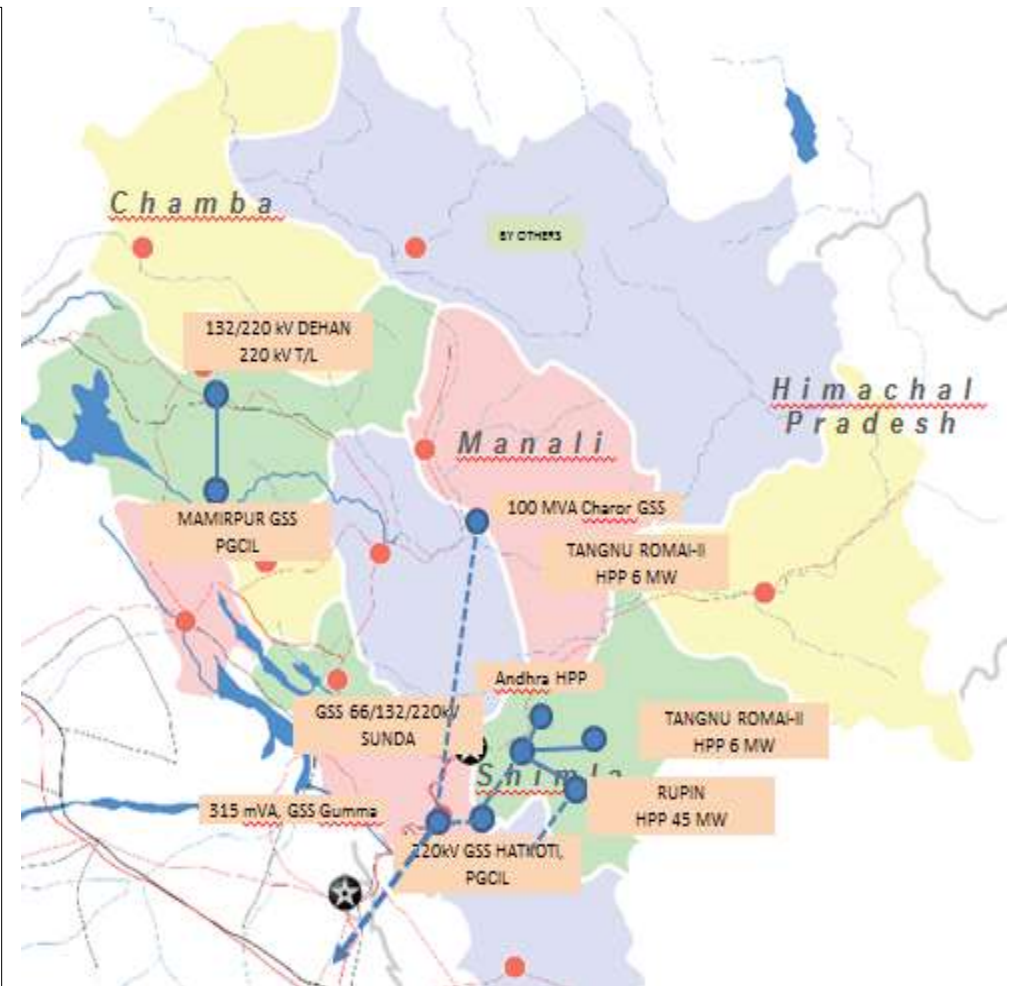 Chamba
BY OTHERS
132/220 kV DEHAN
220 kV T/L
Himachal
Pradesh
Manali
MAMIRPUR GSS
PGCIL
100 MVA Charor GSS
TANGNU ROMAI-II
HPP 6 MW
Andhra HPP
GSS 66/132/220kV
SUNDA
TANGNU ROMAI-II
HPP 6 MW
Shimla
RUPIN
HPP 45 MW
315 mVA, GSS Gumma
220kV GSS HATKOTI,
PGCIL